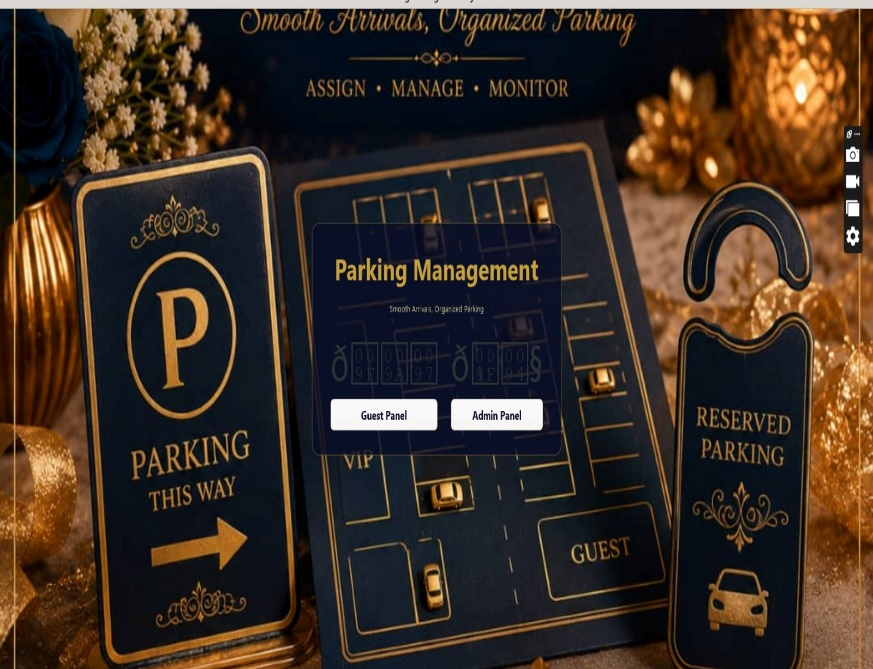 Smooth Arrivals, Organized Parking
ASSIGN • MANAGE • MONITOR
Parking Management
Smooth Arrivals, Organized Parking
Guest Panel
Admin Panel
P
PARKING
THIS WAY
VIP
GUEST
RESERVED
PARKING